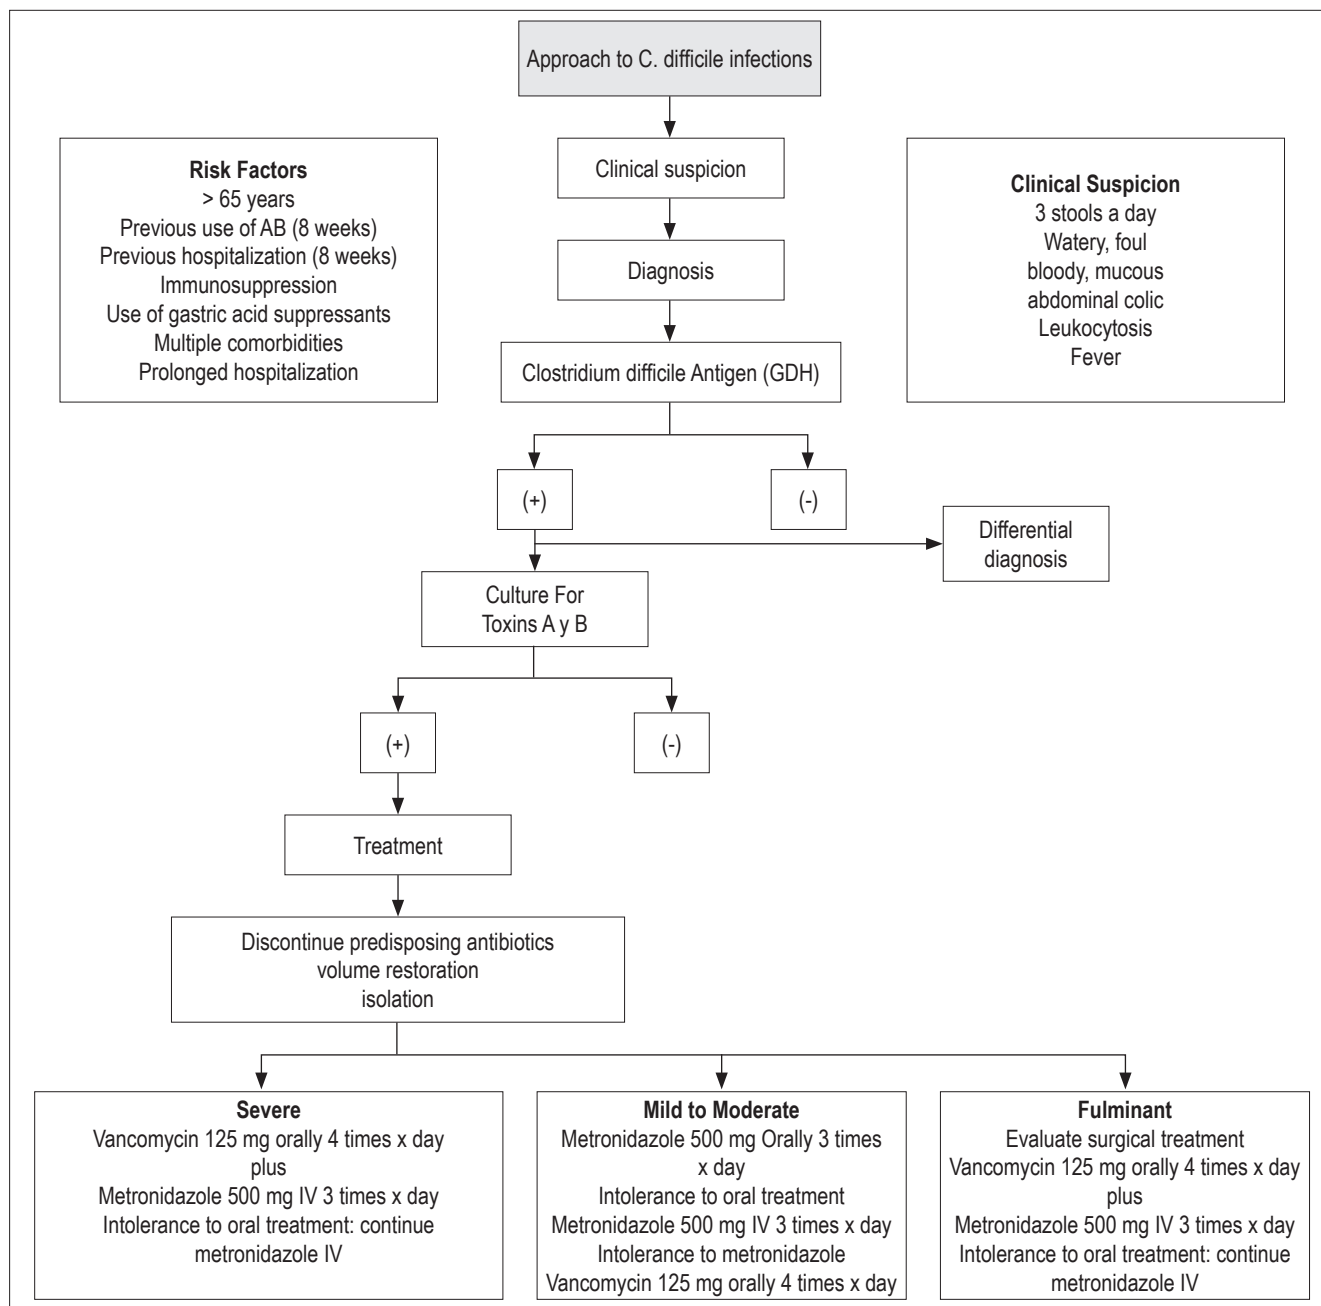 Approach to C. difficile infections
Clinical suspicion
Risk Factors
> 65 years
Previous use of AB (8 weeks)
Previous hospitalization (8 weeks)
Immunosuppression
Use of gastric acid suppressants
Multiple comorbidities
Prolonged hospitalization
Clinical Suspicion
3 stools a day
Watery, foul
bloody, mucous
abdominal colic
Leukocytosis
Fever
Diagnosis
Clostridium difficile Antigen (GDH)
(+)
(-)
Differential
diagnosis
Culture For
Toxins A y B
(+)
(-)
Treatment
Discontinue predisposing antibiotics
volume restoration
isolation
Severe
Vancomycin 125 mg orally 4 times x day
plus
Metronidazole 500 mg IV 3 times x day
Intolerance to oral treatment: continue
metronidazole IV
Mild to Moderate
Metronidazole 500 mg Orally 3 times
x day
Intolerance to oral treatment
Metronidazole 500 mg IV 3 times x day
Intolerance to metronidazole
Vancomycin 125 mg orally 4 times x day
Fulminant
Evaluate surgical treatment
Vancomycin 125 mg orally 4 times x day
plus
Metronidazole 500 mg IV 3 times x day
Intolerance to oral treatment: continue
metronidazole IV